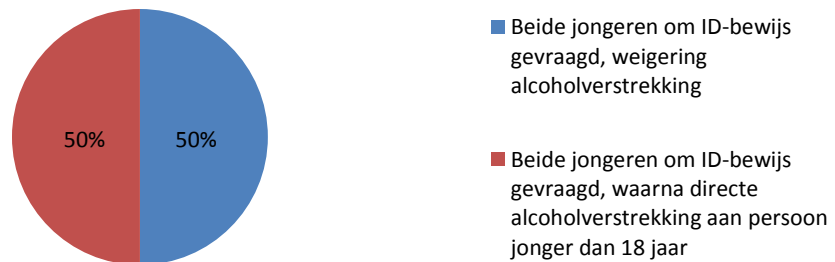 50%
50%
Beide jongeren om ID-bewijs
gevraagd, weigering
alcoholverstrekking
Beide jongeren om ID-bewijs
gevraagd, waarna directe
alcoholverstrekking aan persoon
jonger dan 18 jaar